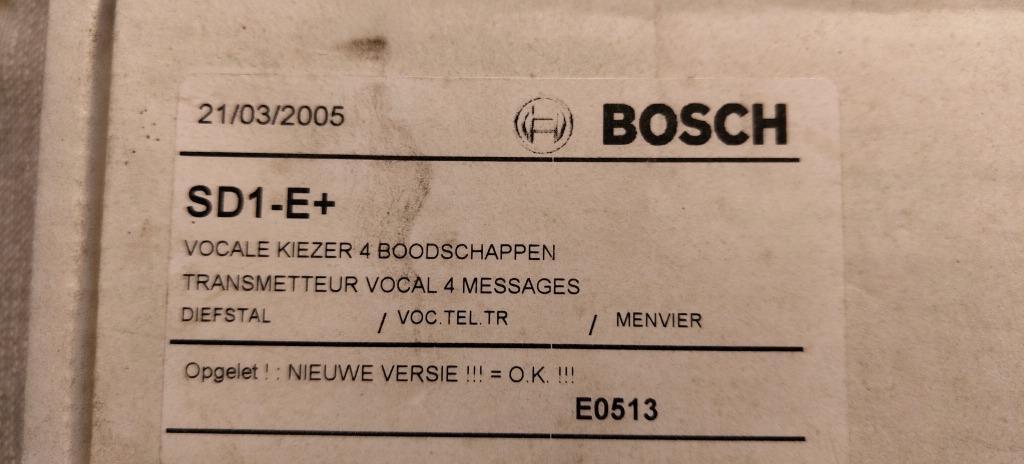 21/03/2005 BOSCH
SD1-E+
VOCALE KIEZER 4 BOODSCHAPPEN
TRANSMETTEUR VOCAL 4 MESSAGES
DIEFSTAL / VOC.TEL.TR / MENVIER
Opgelet ! : NIEUWE VERSIE !!! = O.K. !!!
E0513